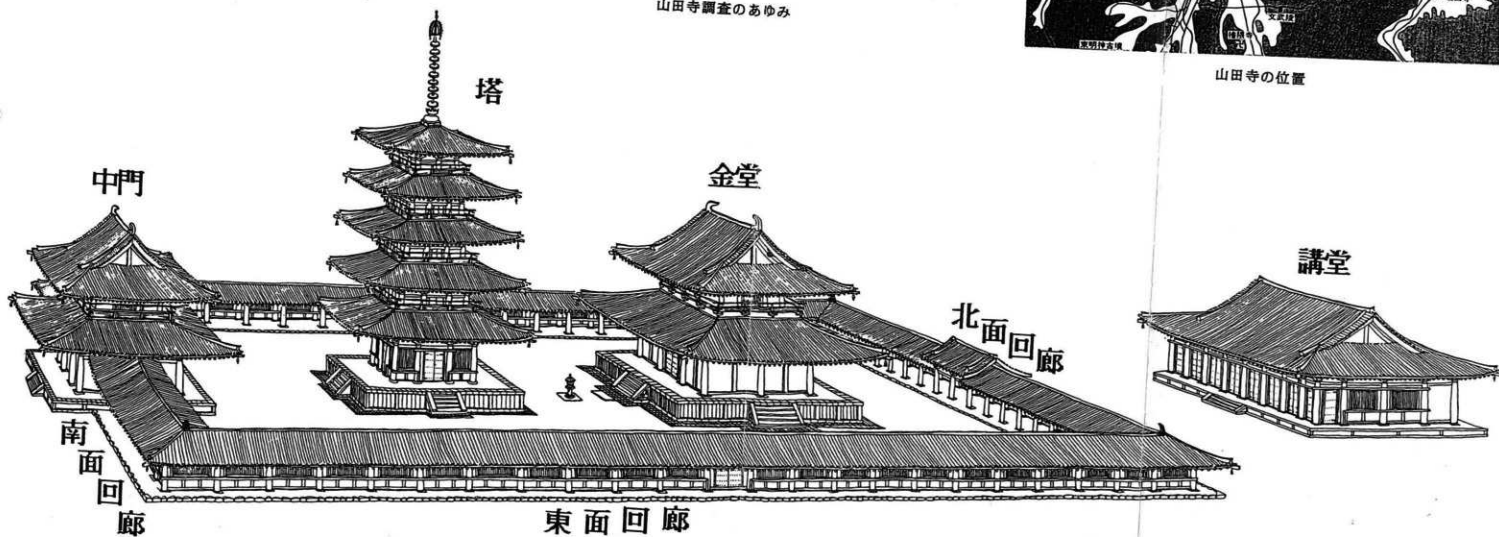 山田寺調査のあゆみ
山田寺の位置
塔
中門
金堂
講堂
北面回廊
南面回廊
東面回廊